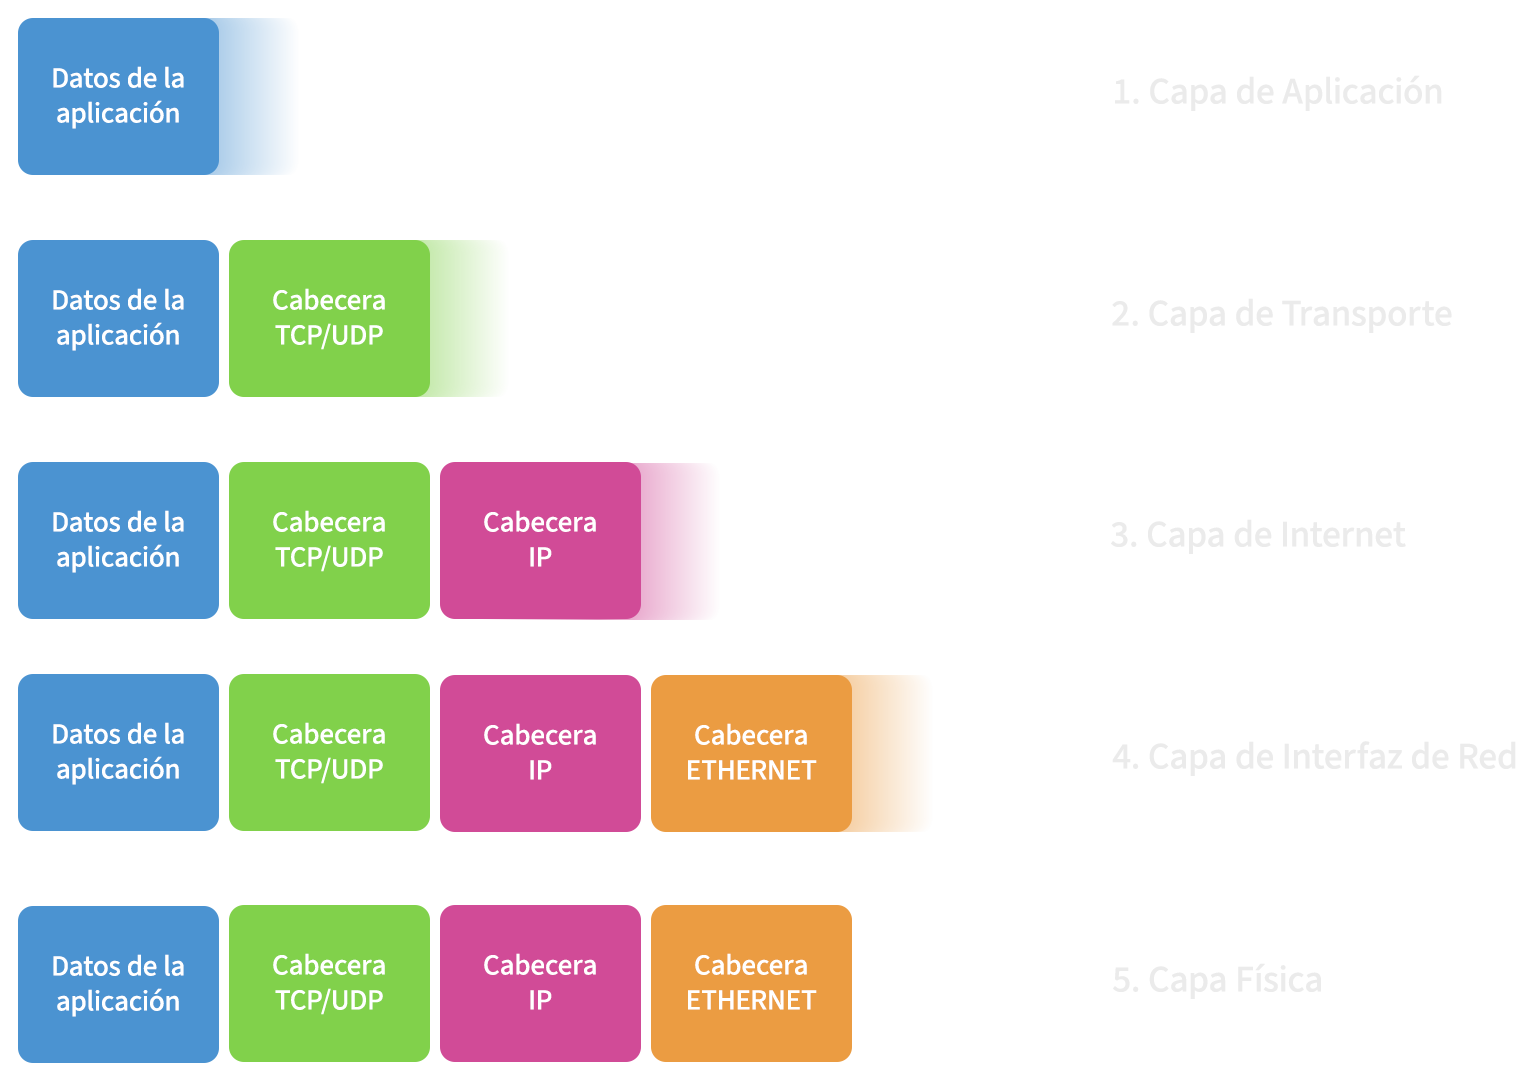 Datos de la
aplicación
1. Capa de Aplicación
Datos de la
aplicación
Cabecera
TCP/UDP
2. Capa de Transporte
Datos de la
aplicación
Cabecera
TCP/UDP
Cabecera
IP
3. Capa de Internet
Datos de la
aplicación
Cabecera
TCP/UDP
Cabecera
IP
Cabecera
ETHERNET
4. Capa de Interfaz de Red
Datos de la
aplicación
Cabecera
TCP/UDP
Cabecera
IP
Cabecera
ETHERNET
5. Capa Física